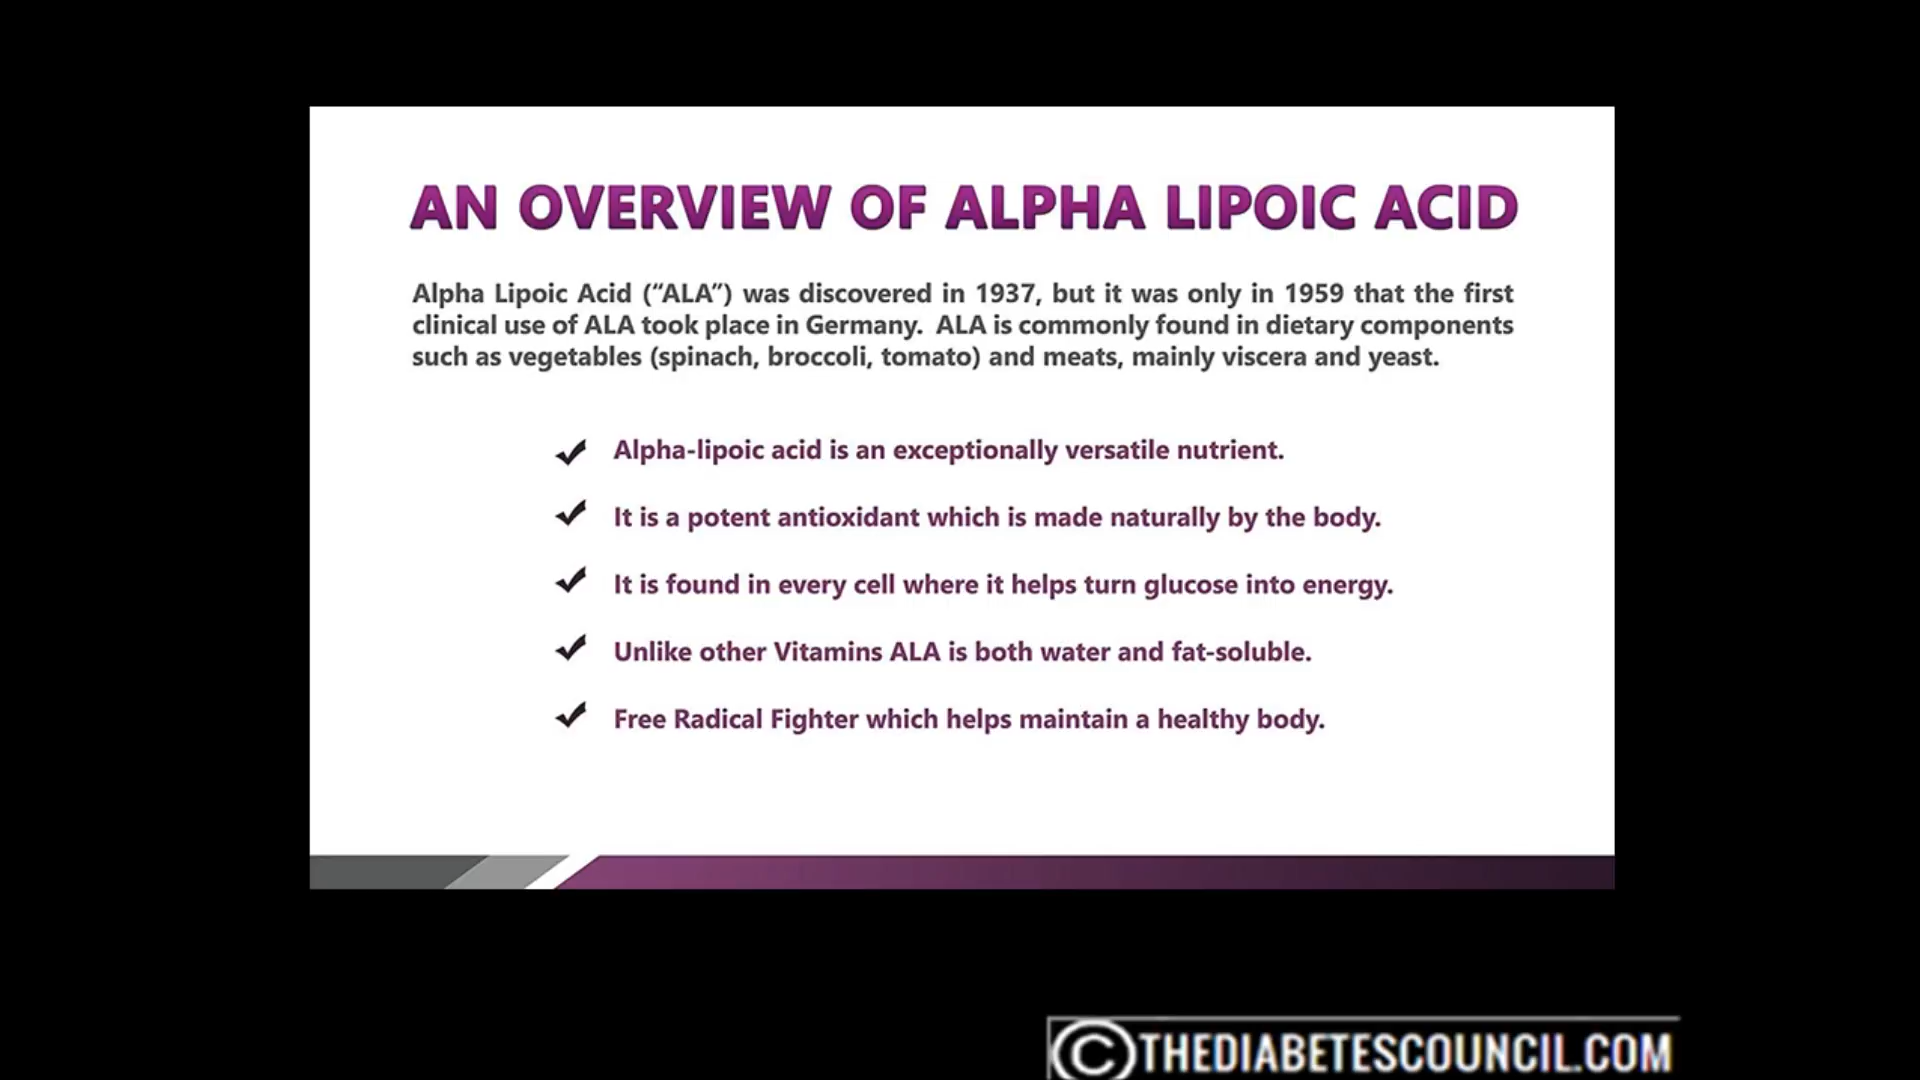 AN OVERVIEW OF ALPHA LIPOIC ACID
Alpha Lipoic Acid (“ALA”) was discovered in 1937, but it was only in 1959 that the first
clinical use of ALA took place in Germany. ALA is commonly found in dietary components
such as vegetables (spinach, broccoli, tomato) and meats, mainly viscera and yeast.
✓ Alpha-lipoic acid is an exceptionally versatile nutrient.
✓ It is a potent antioxidant which is made naturally by the body.
✓ It is found in every cell where it helps turn glucose into energy.
✓ Unlike other Vitamins ALA is both water and fat-soluble.
✓ Free Radical Fighter which helps maintain a healthy body.
©THEDIABETESCOUNCIL.COM